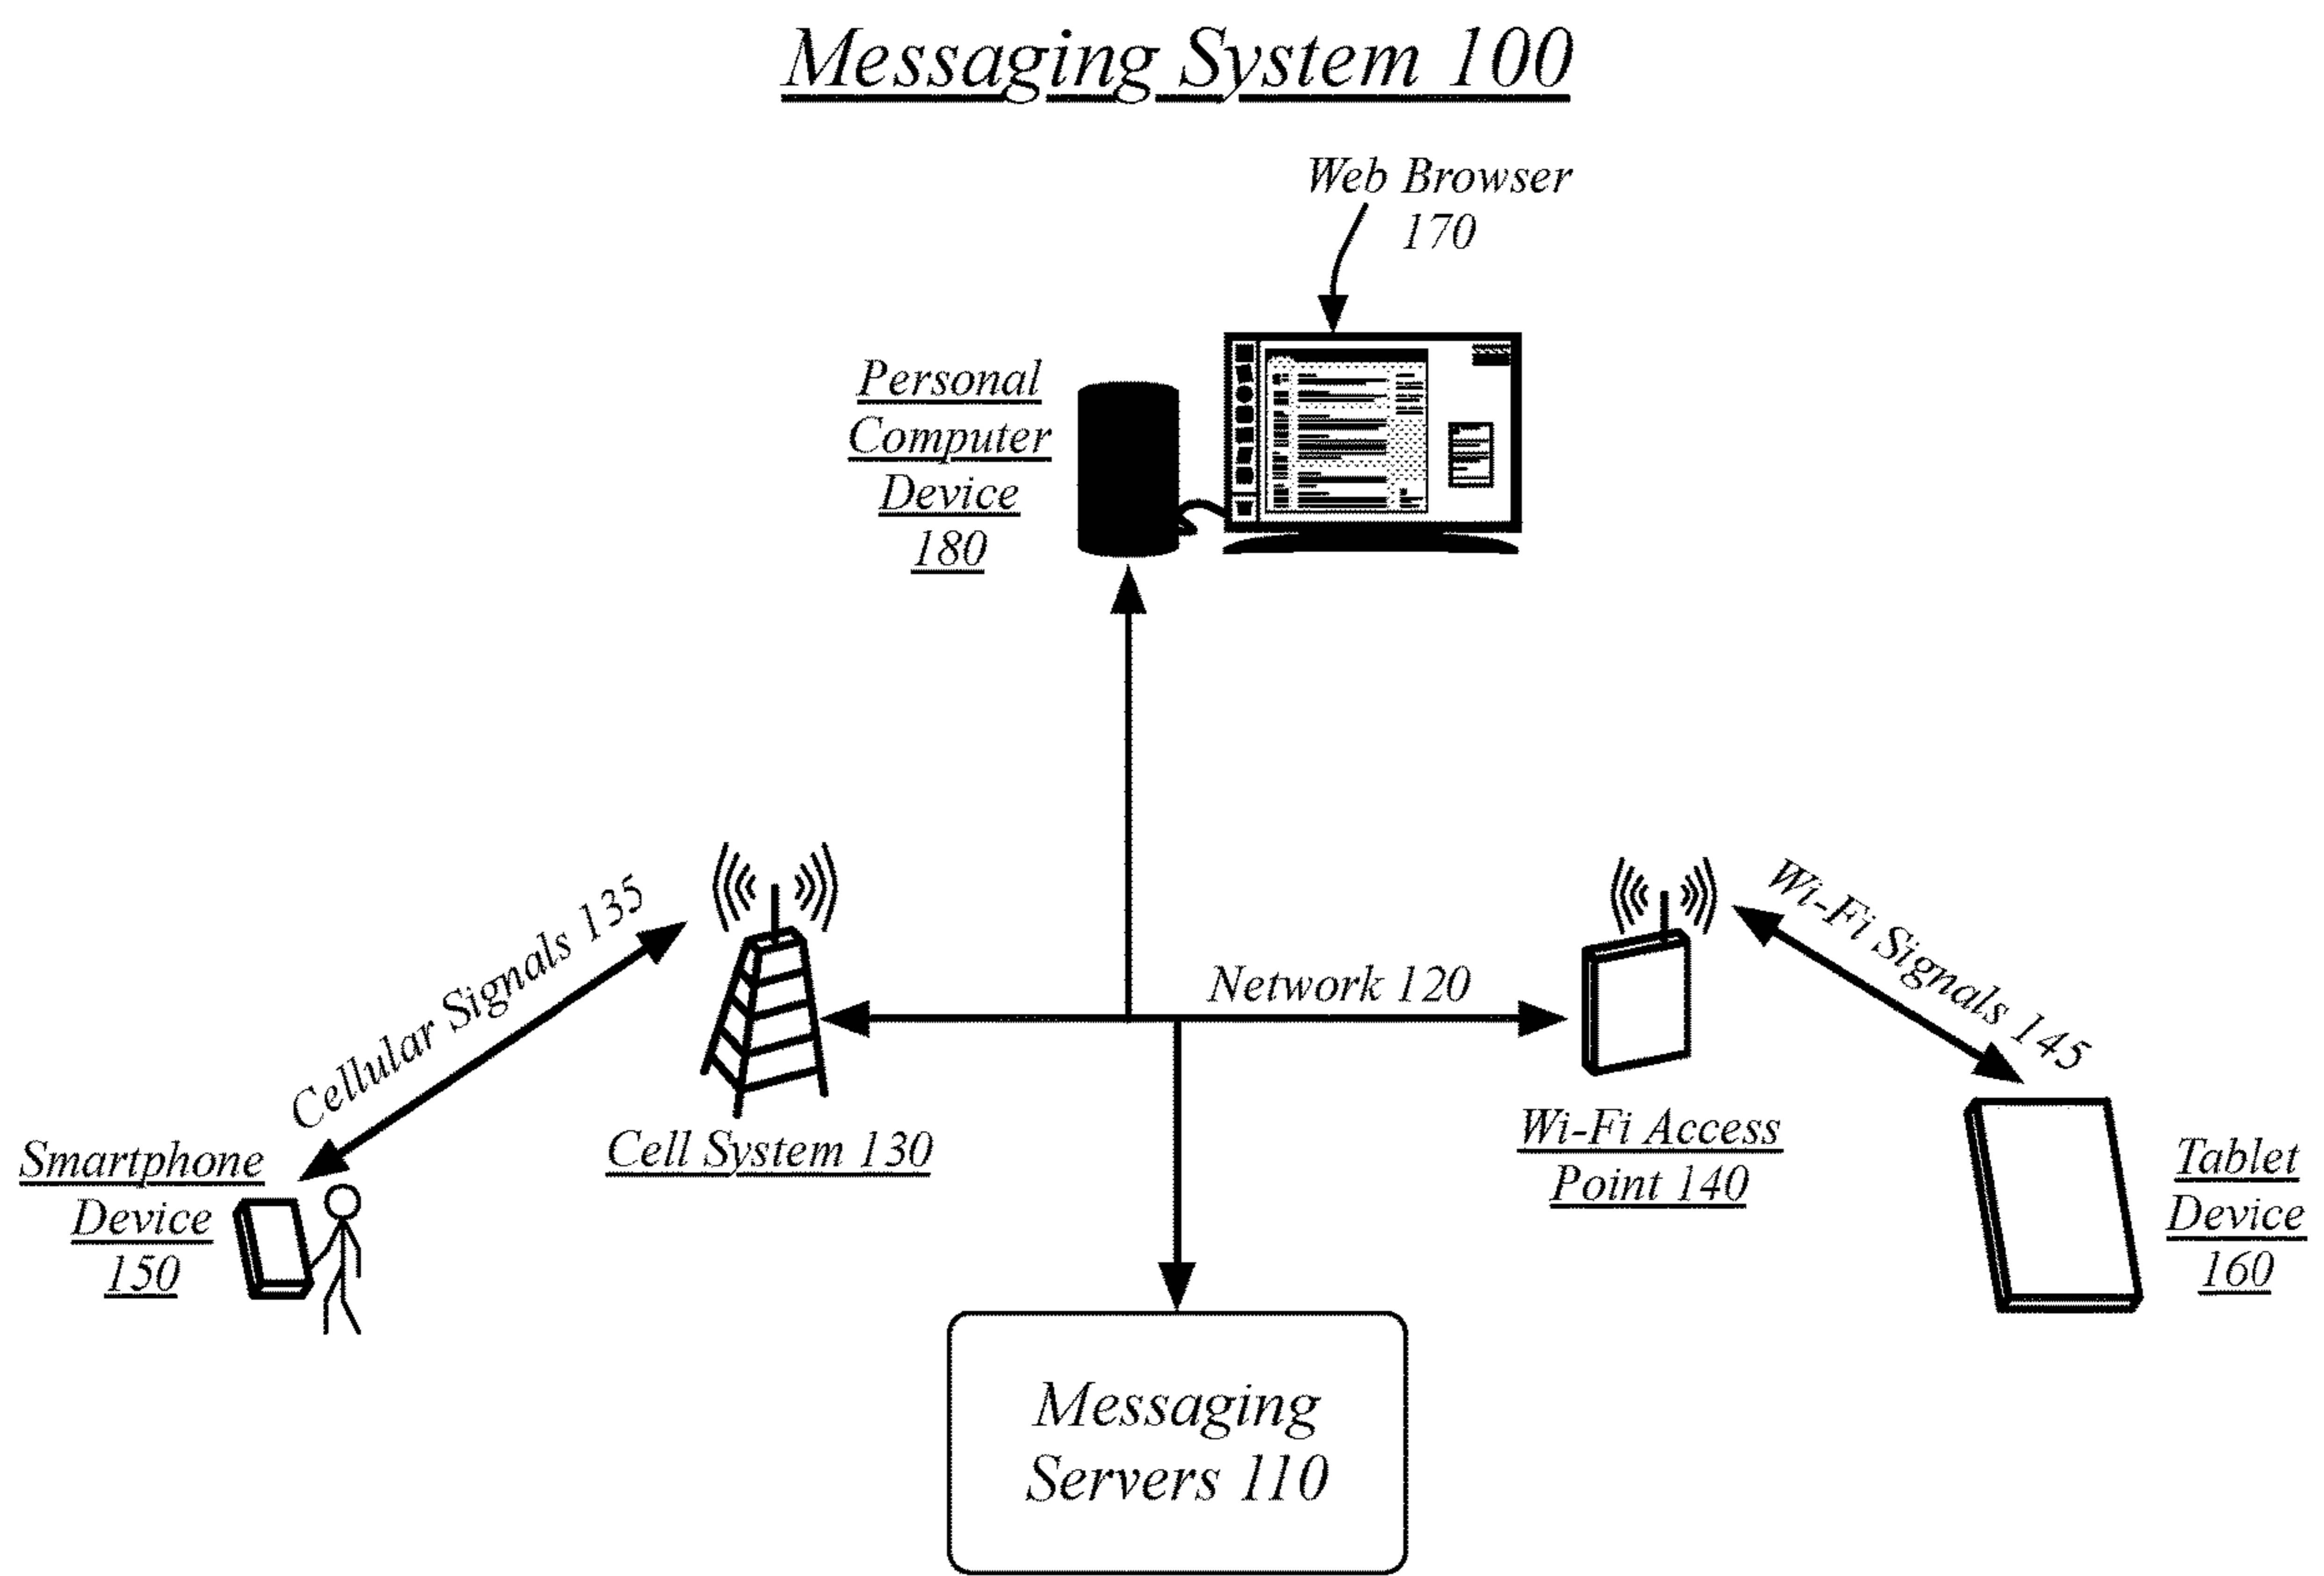 Messaging System 100
Web Browser
170
Personal
Computer
Device
180
Cellular Signals 135
Network 120
Wi-Fi Signals 145
Smartphone
Device
150
Cell System 130
Wi-Fi Access
Point 140
Tablet
Device
160
Messaging
Servers 110